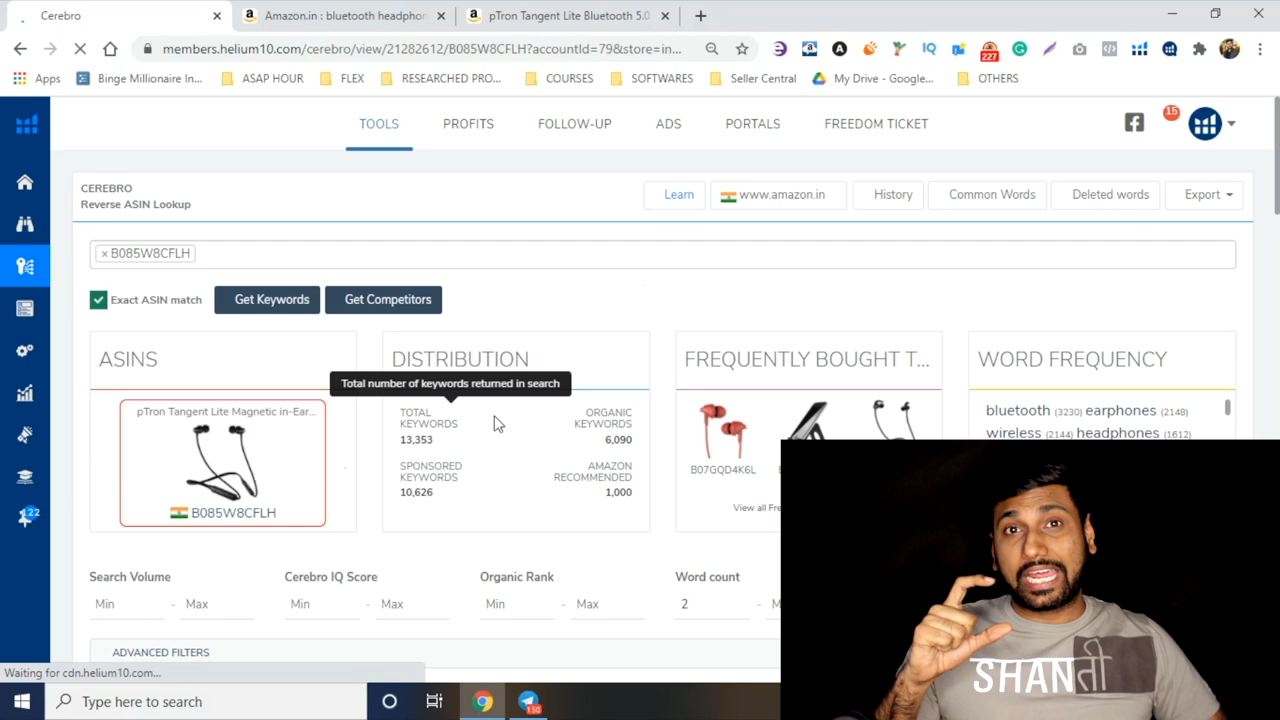 Cerebro
Amazon.in : bluetooth headphon
pTron Tangent Lite Bluetooth 5.0
members.helium10.com/cerebro/view/21282612/B085W8CFLH?accountId=79&store=in...
227
Apps
Binge Millionaire In...
ASAP HOUR
FLEX
RESEARCHED PRO...
COURSES
SOFTWARES
Seller Central
My Drive - Google...
OTHERS
TOOLS
PROFITS
FOLLOW-UP
ADS
PORTALS
FREEDOM TICKET
15
CEREBRO
Reverse ASIN Lookup
Learn
www.amazon.in
History
Common Words
Deleted words
Export
× B085W8CFLH
Exact ASIN match
Get Keywords
Get Competitors
ASINS
DISTRIBUTION
FREQUENTLY BOUGHT T...
WORD FREQUENCY
Total number of keywords returned in search
pTron Tangent Lite Magnetic in-Ear...
B085W8CFLH
TOTAL
KEYWORDS
13,353
ORGANIC
KEYWORDS
6,090
SPONSORED
KEYWORDS
10,626
AMAZON
RECOMMENDED
1,000
B07GQD4K6L
View all Fre
bluetooth (3230) earphones (2148)
wireless (2144) headphones (1612)
22
Search Volume
Cerebro IQ Score
Organic Rank
Word count
Min - Max
Min - Max
Min - Max
2 - M
ADVANCED FILTERS
Waiting for cdn.helium10.com...
Type here to search
150
SHANती